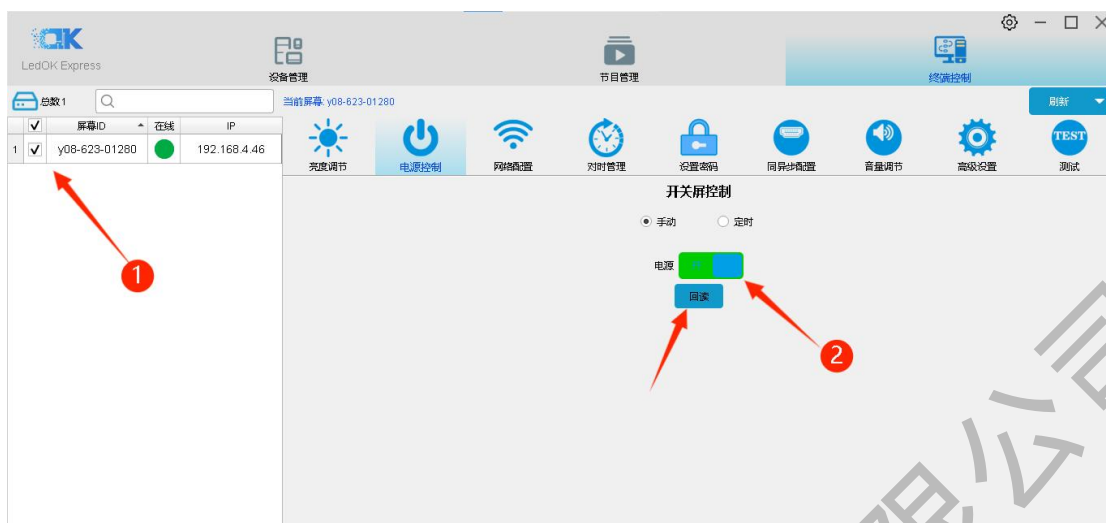 LedOK Express
设备管理
节目管理
终端控制
总数 1
当前屏幕: y08-623-01280
刷新
屏幕ID 在线 IP
1 y08-623-01280 192.168.4.46
亮度调节 电源控制 网络配置 对时管理 设置密码 同异步配置 音量调节 高级设置 TEST 测试
开关屏控制
手动 定时
电源
回读
1
2
限公司